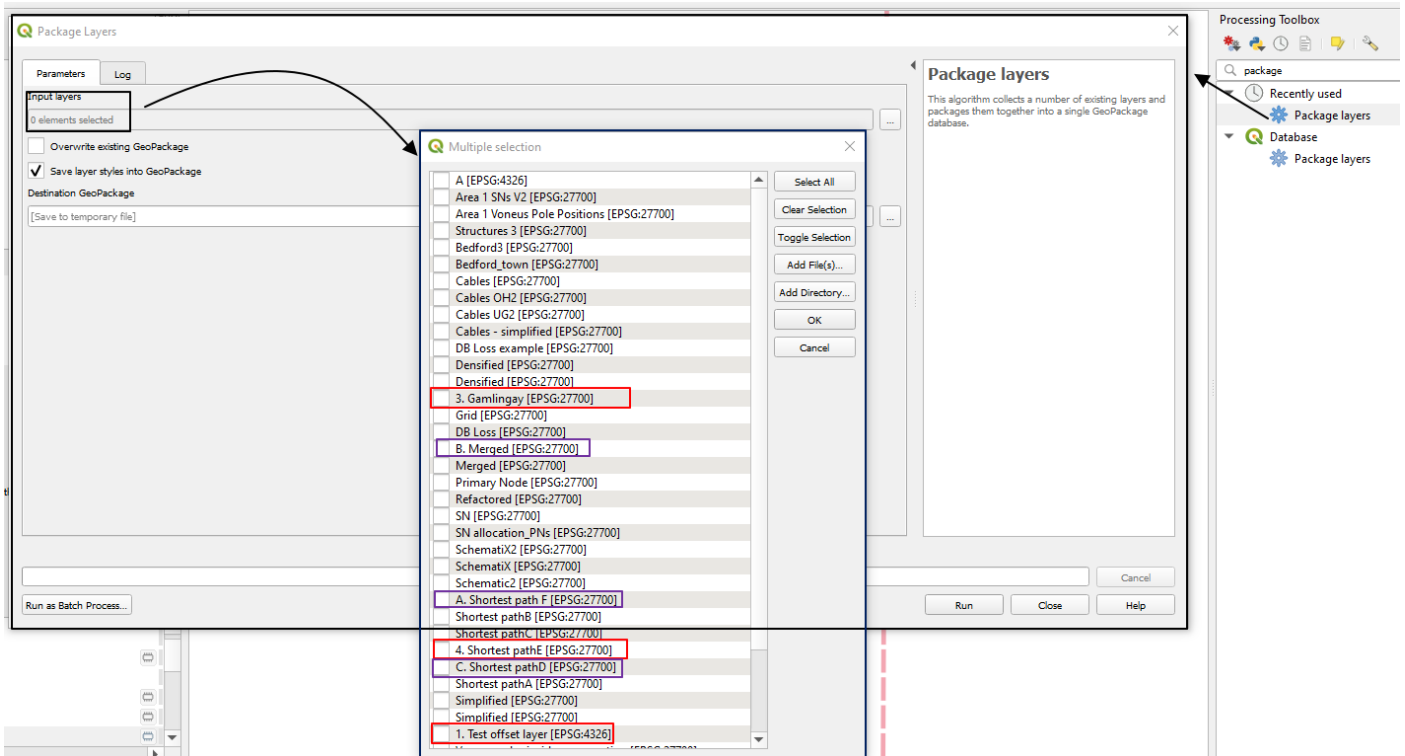 Package Layers
Parameters
Log
Input layers
0 elements selected
...
Overwrite existing GeoPackage
Save layer styles into GeoPackage
Destination GeoPackage
[Save to temporary file]
...
Run as Batch Process...
Package layers
This algorithm collects a number of existing layers and
packages them together into a single GeoPackage
database.
Cancel
Run
Close
Help
Multiple selection
A [EPSG:4326]
Area 1 SNs V2 [EPSG:27700]
Area 1 Voneus Pole Positions [EPSG:27700]
Structures 3 [EPSG:27700]
Bedford3 [EPSG:27700]
Bedford_town [EPSG:27700]
Cables [EPSG:27700]
Cables OH2 [EPSG:27700]
Cables UG2 [EPSG:27700]
Cables - simplified [EPSG:27700]
DB Loss example [EPSG:27700]
Densified [EPSG:27700]
Densified [EPSG:27700]
3. Gamlingay [EPSG:27700]
Grid [EPSG:27700]
DB Loss [EPSG:27700]
B. Merged [EPSG:27700]
Merged [EPSG:27700]
Primary Node [EPSG:27700]
Refactored [EPSG:27700]
SN [EPSG:27700]
SN allocation_PNs [EPSG:27700]
SchematiX2 [EPSG:27700]
SchematiX [EPSG:27700]
Schematic2 [EPSG:27700]
A. Shortest path F [EPSG:27700]
Shortest pathB [EPSG:27700]
Shortest pathC [EPSG:27700]
4. Shortest pathE [EPSG:27700]
C. Shortest pathD [EPSG:27700]
Shortest pathA [EPSG:27700]
Simplified [EPSG:27700]
Simplified [EPSG:27700]
1. Test offset layer [EPSG:4326]
Select All
Clear Selection
Toggle Selection
Add File(s)...
Add Directory...
OK
Cancel
Processing Toolbox
package
Recently used
Package layers
Database
Package layers